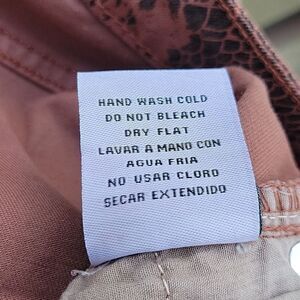 HAND WASH COLD
DO NOT BLEACH
DRY FLAT
LAVAR A MANO CON
AGUA FRIA
NO USAR CLORO
SECAR EXTENDIDO